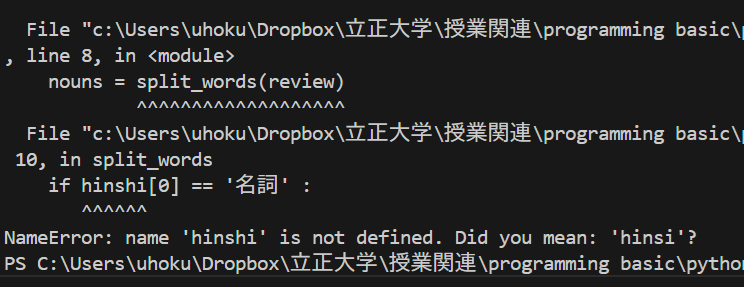 File "c:\Users\uhoku\Dropbox\立正大学\授業関連\programming basic\
, line 8, in <module>
nouns = split_words(review)
^^^^^^^^^^^^^^^^^^^
File "c:\Users\uhoku\Dropbox\立正大学\授業関連\programming basic\
10, in split_words
if hinshi[0] == '名詞' :
^^^^^^
NameError: name 'hinshi' is not defined. Did you mean: 'hinsi'?
PS C:\Users\uhoku\Dropbox\立正大学\授業関連\programming basic\pytho